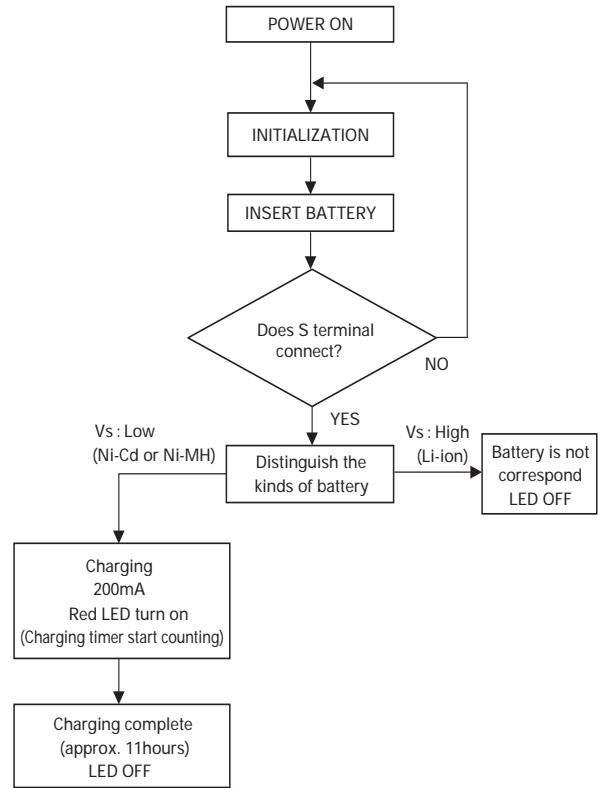 POWER ON
INITIALIZATION
INSERT BATTERY
Does S terminal
connect?
NO
YES
Vs : Low
(Ni-Cd or Ni-MH)
Distinguish the
kinds of battery
Vs : High
(Li-ion)
Battery is not
correspond
LED OFF
Charging
200mA
Red LED turn on
(Charging timer start counting)
Charging complete
(approx. 11hours)
LED OFF